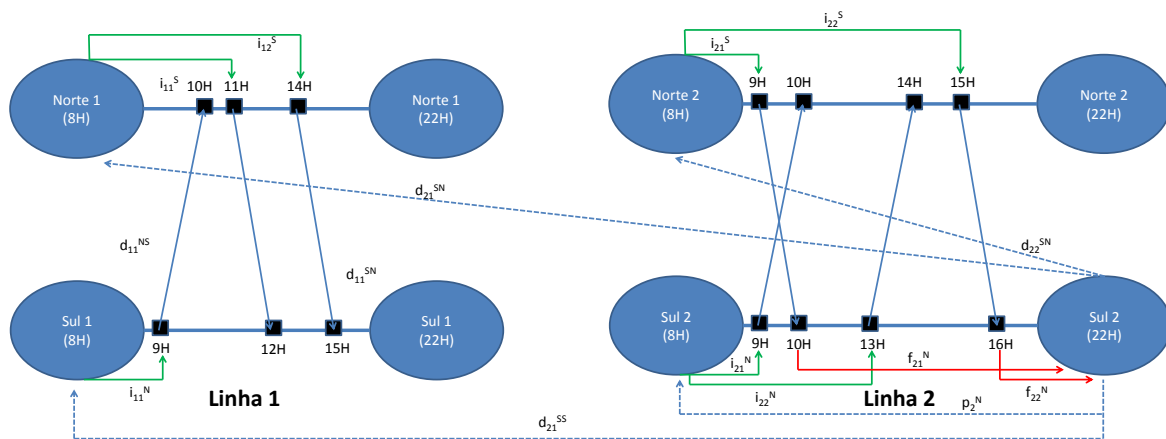 i₁₂ˢ
i₁₁ˢ
10H 11H 14H
Norte 1
(8H)
Norte 1
(22H)
d₁₁ᴺˢ
d₁₁ˢᴺ
Sul 1
(8H)
Sul 1
(22H)
9H 12H 15H
i₁₁ᴺ
Linha 1
i₂₂ˢ
i₂₁ˢ
9H 10H 14H 15H
Norte 2
(8H)
Norte 2
(22H)
d₂₁ˢᴺ
d₂₂ˢᴺ
Sul 2
(8H)
Sul 2
(22H)
9H 10H 13H 16H
i₂₁ᴺ
f₂₁ᴺ
i₂₂ᴺ
Linha 2
f₂₂ᴺ
p₂ᴺ
d₂₁ˢˢ